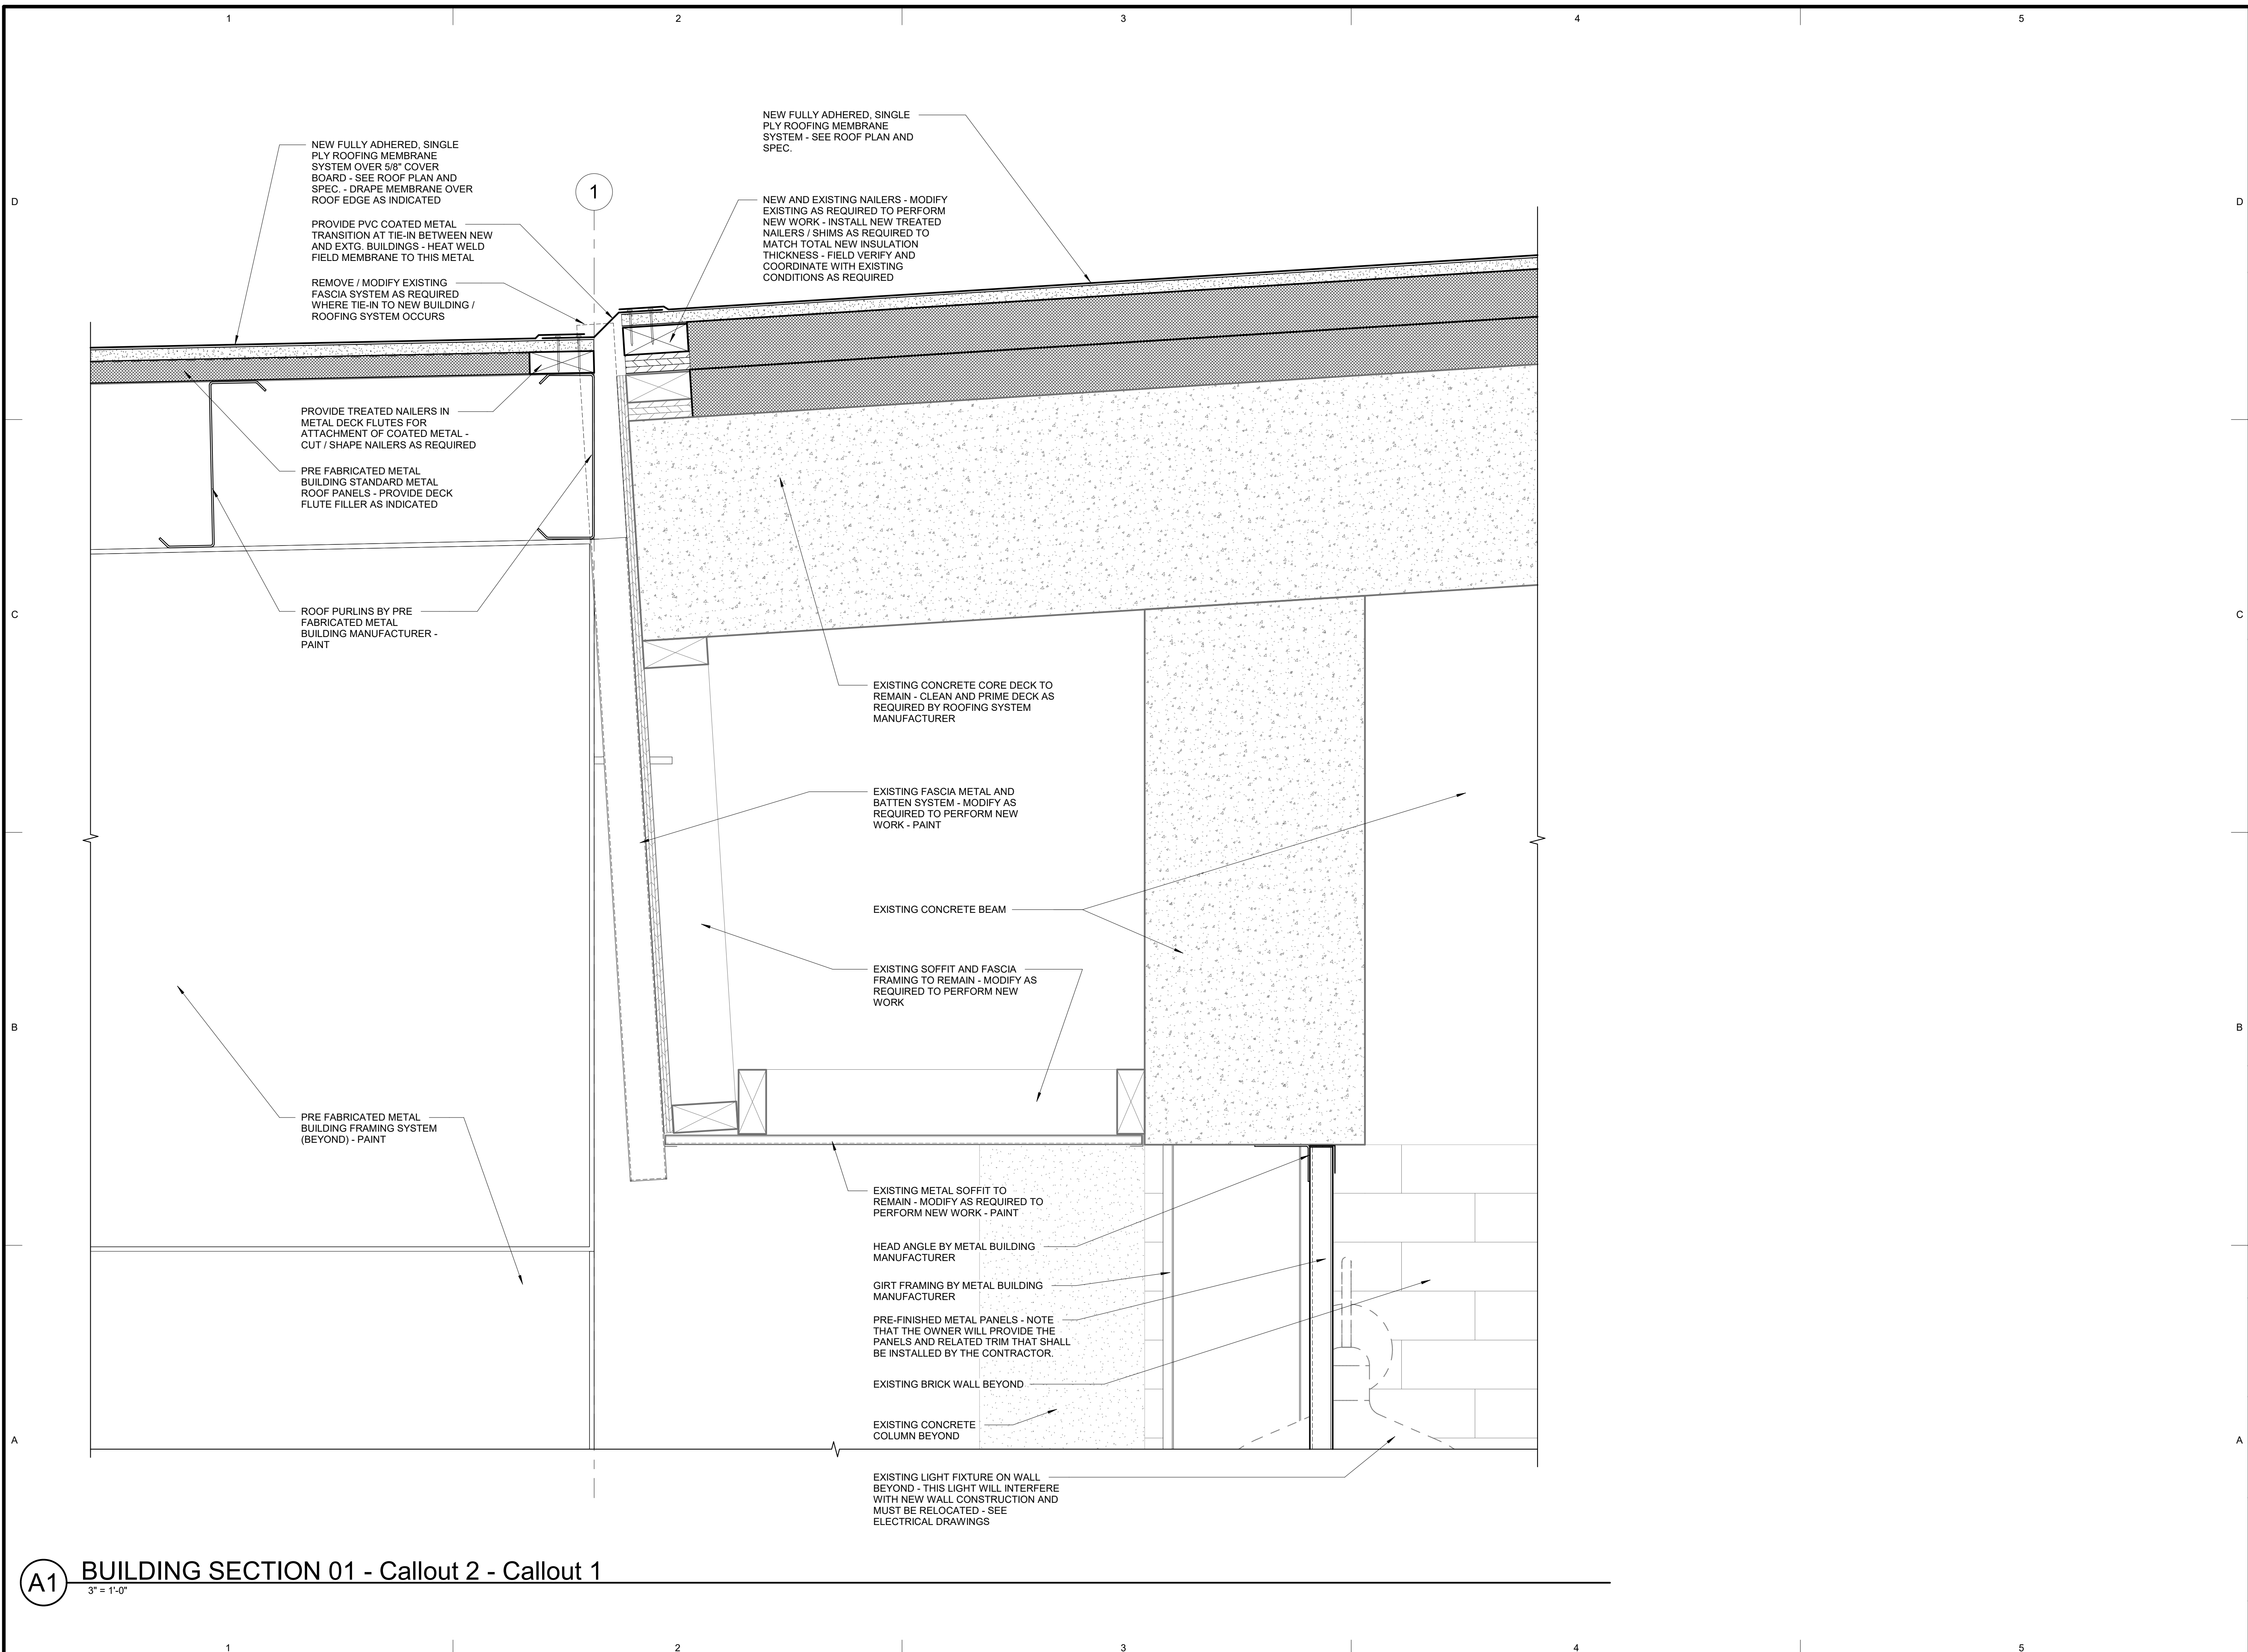 1
2
3
4
5
NEW FULLY ADHERED, SINGLE
PLY ROOFING MEMBRANE
SYSTEM OVER 5/8" COVER
BOARD - SEE ROOF PLAN AND
SPEC. - DRAPE MEMBRANE OVER
ROOF EDGE AS INDICATED
PROVIDE PVC COATED METAL
TRANSITION AT TIE-IN BETWEEN NEW
AND EXTG. BUILDINGS - HEAT WELD
FIELD MEMBRANE TO THIS METAL
REMOVE / MODIFY EXISTING
FASCIA SYSTEM AS REQUIRED
WHERE TIE-IN TO NEW BUILDING /
ROOFING SYSTEM OCCURS
1
NEW FULLY ADHERED, SINGLE
PLY ROOFING MEMBRANE
SYSTEM - SEE ROOF PLAN AND
SPEC.
NEW AND EXISTING NAILERS - MODIFY
EXISTING AS REQUIRED TO PERFORM
NEW WORK - INSTALL NEW TREATED
NAILERS / SHIMS AS REQUIRED TO
MATCH TOTAL NEW INSULATION
THICKNESS - FIELD VERIFY AND
COORDINATE WITH EXISTING
CONDITIONS AS REQUIRED
D
D
PROVIDE TREATED NAILERS IN
METAL DECK FLUTES FOR
ATTACHMENT OF COATED METAL -
CUT / SHAPE NAILERS AS REQUIRED
PRE FABRICATED METAL
BUILDING STANDARD METAL
ROOF PANELS - PROVIDE DECK
FLUTE FILLER AS INDICATED
ROOF PURLINS BY PRE
FABRICATED METAL
BUILDING MANUFACTURER -
PAINT
C
C
EXISTING CONCRETE CORE DECK TO
REMAIN - CLEAN AND PRIME DECK AS
REQUIRED BY ROOFING SYSTEM
MANUFACTURER
EXISTING FASCIA METAL AND
BATTEN SYSTEM - MODIFY AS
REQUIRED TO PERFORM NEW
WORK - PAINT
EXISTING CONCRETE BEAM
EXISTING SOFFIT AND FASCIA
FRAMING TO REMAIN - MODIFY AS
REQUIRED TO PERFORM NEW
WORK
B
B
PRE FABRICATED METAL
BUILDING FRAMING SYSTEM
(BEYOND) - PAINT
EXISTING METAL SOFFIT TO
REMAIN - MODIFY AS REQUIRED TO
PERFORM NEW WORK - PAINT
HEAD ANGLE BY METAL BUILDING
MANUFACTURER
GIRT FRAMING BY METAL BUILDING
MANUFACTURER
PRE-FINISHED METAL PANELS - NOTE
THAT THE OWNER WILL PROVIDE THE
PANELS AND RELATED TRIM THAT SHALL
BE INSTALLED BY THE CONTRACTOR.
EXISTING BRICK WALL BEYOND
EXISTING CONCRETE
COLUMN BEYOND
A
A
EXISTING LIGHT FIXTURE ON WALL
BEYOND - THIS LIGHT WILL INTERFERE
WITH NEW WALL CONSTRUCTION AND
MUST BE RELOCATED - SEE
ELECTRICAL DRAWINGS
A1
BUILDING SECTION 01 - Callout 2 - Callout 1
3" = 1'-0"
1
2
3
4
5